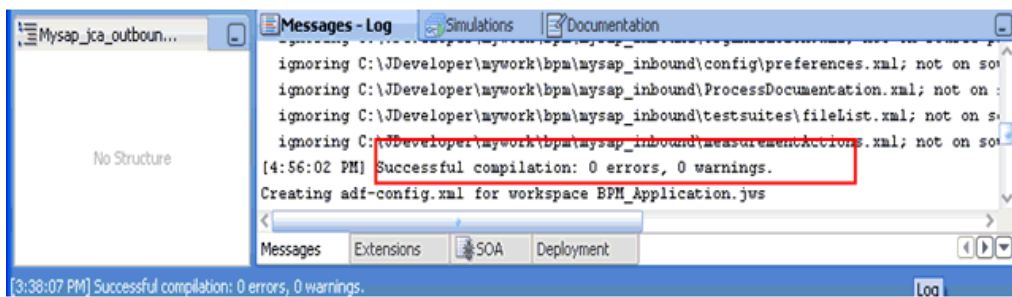 Mysap_jca_outboun...
Messages - Log Simulations Documentation
ignoring C:\JDeveloper\mywork\bpm\mysap_inbound\config\preferences.xml; not on sou
ignoring C:\JDeveloper\mywork\bpm\mysap_inbound\ProcessDocumentation.xml; not on
ignoring C:\JDeveloper\mywork\bpm\mysap_inbound\testsuites\fileList.xml; not on s
ignoring C:\JDeveloper\mywork\bpm\mysap_inbound\measurementActions.xml; not on sou
No Structure
[4:56:02 PM] Successful compilation: 0 errors, 0 warnings.
Creating adf-config.xml for workspace BPM_Application.jws
Messages Extensions SOA Deployment
[3:38:07 PM] Successful compilation: 0 errors, 0 warnings.
Log